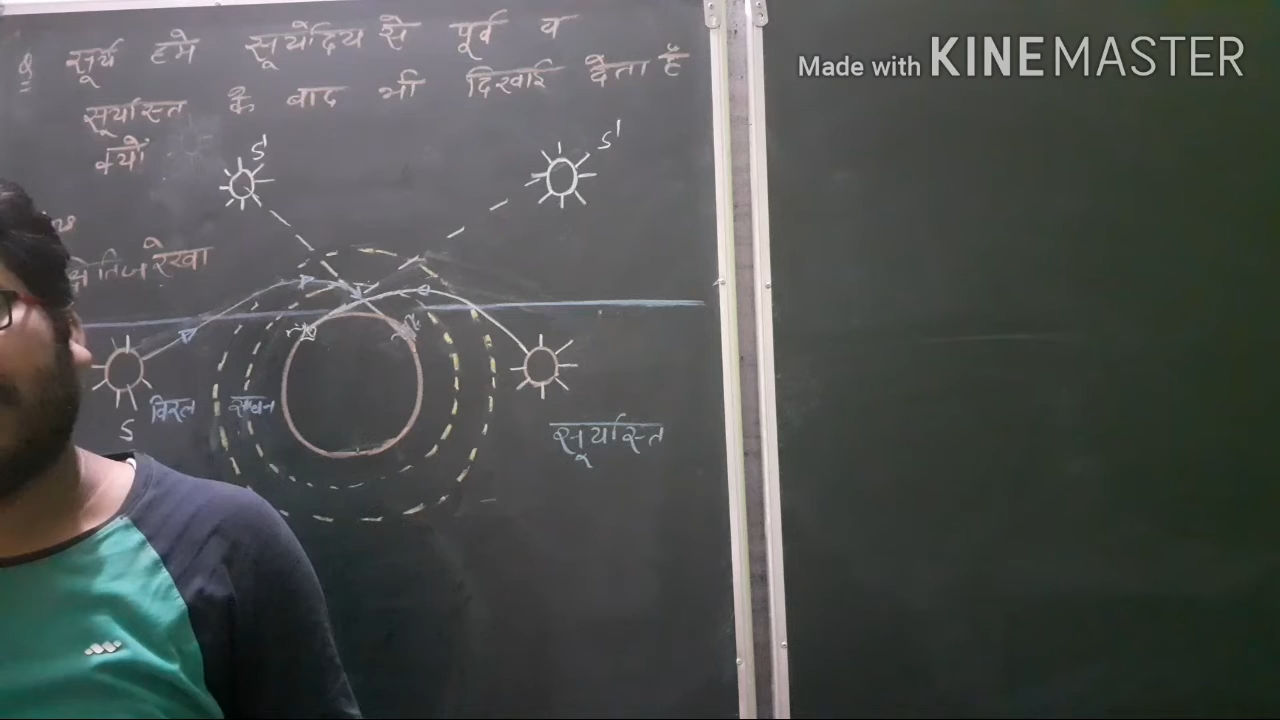 Q सूर्य हमे सूर्योदय से पूर्व व
सूर्यास्त के बाद भी दिखाई देता हैं
क्यों
S'
S'
रेखा
S
विरल
सघन
सूर्यास्त
Made with KINEMASTER